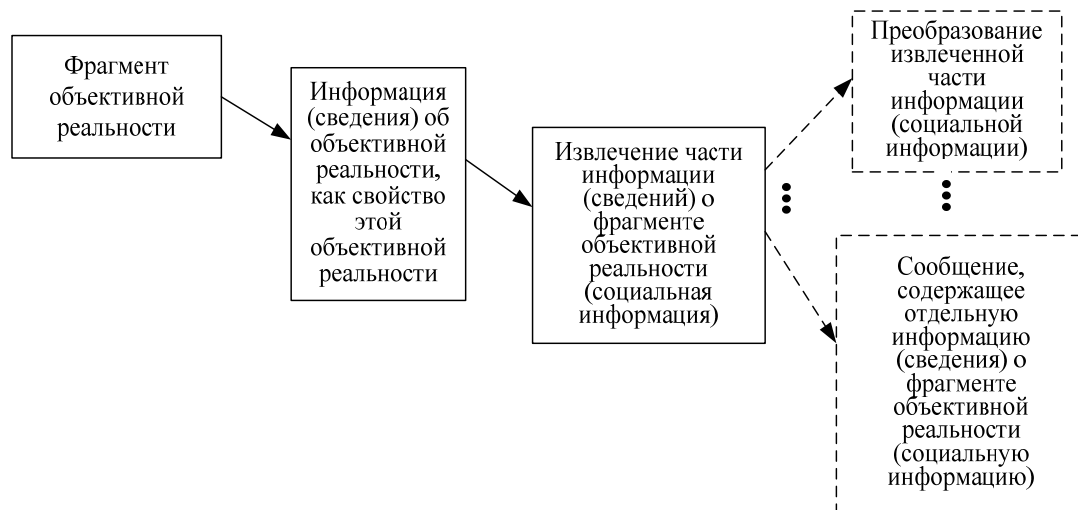 Фрагмент
объективной
реальности
Информация
(сведения) об
объективной
реальности,
как свойство
этой
объективной
реальности
Извлечение части
информации
(сведений) о
фрагменте
объективной
реальности
(социальная
информация)
Преобразование
извлеченной
части
информации
(социальной
информации)
Сообщение,
содержащее
отдельную
информацию
(сведения) о
фрагменте
объективной
реальности
(социальную
информацию)